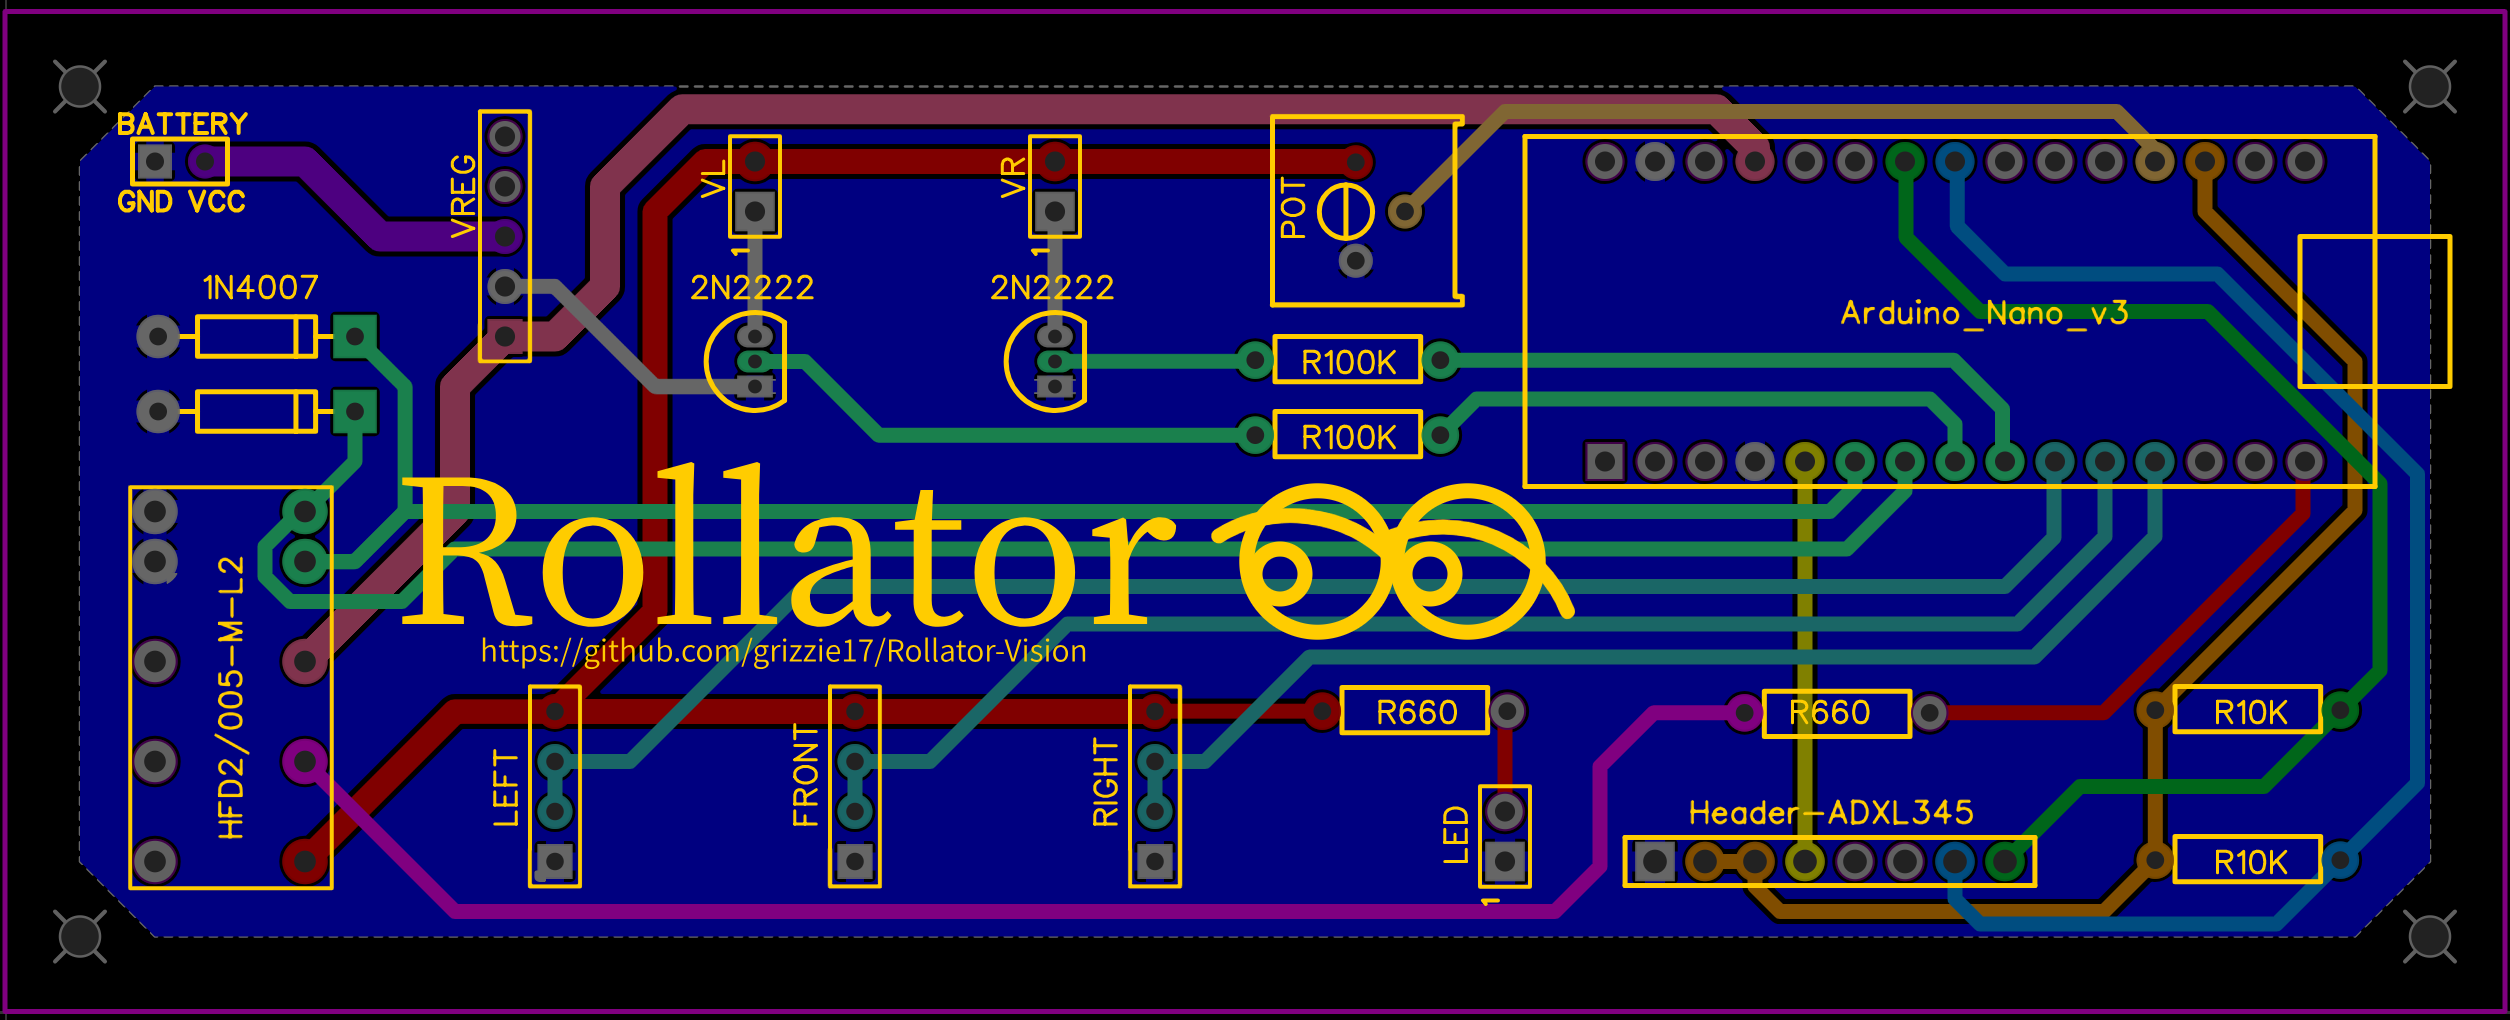 BATTERY
GND VCC
VREG
1N4007
HFD2/005-M-L2
VL
1
2N2222
VR
1
2N2222
POT
R100K
R100K
Arduino_Nano_v3
Rollator
https://github.com/grizzie17/Rollator-Vision
LEFT
FRONT
RIGHT
R660
LED
1
R660
Header-ADXL345
R10K
R10K